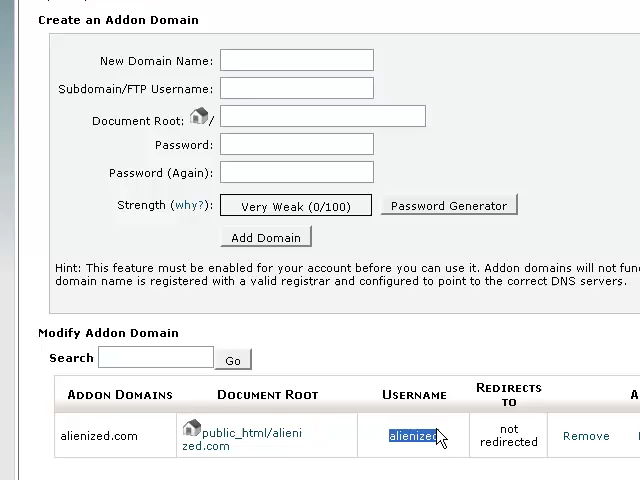 Create an Addon Domain
New Domain Name:
Subdomain/FTP Username:
Document Root: /
Password:
Password (Again):
Strength (why?): Very Weak (0/100) Password Generator
Add Domain
Hint: This feature must be enabled for your account before you can use it. Addon domains will not
domain name is registered with a valid registrar and configured to point to the correct DNS servers.
Modify Addon Domain
Search Go
Addon Domains Document Root Username Redirects to
alienized.com public_html/alienized.com alienized not redirected Remove